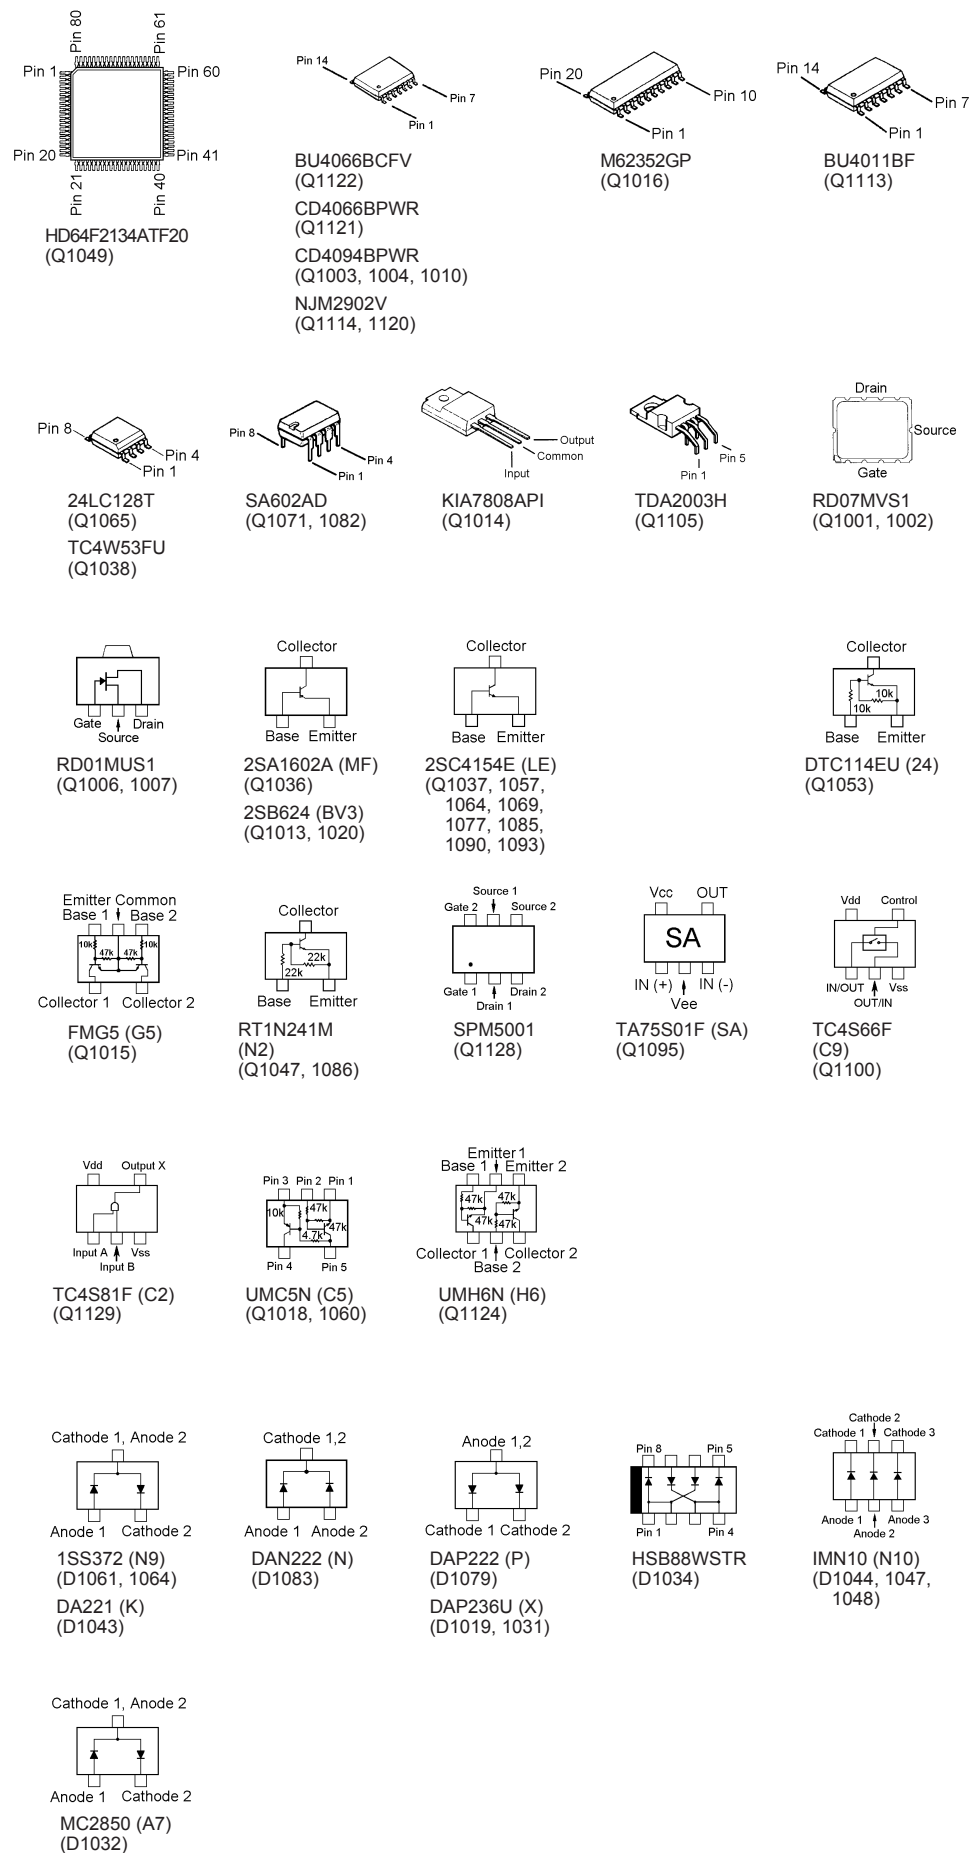 Pin 80
Pin 61
Pin 1
Pin 60
Pin 20
Pin 41
Pin 21
Pin 40
HD64F2134ATF20
(Q1049)
Pin 14
Pin 7
Pin 1
BU4066BCFV
(Q1122)
CD4066BPWR
(Q1121)
CD4094BPWR
(Q1003, 1004, 1010)
NJM2902V
(Q1114, 1120)
Pin 20
Pin 10
Pin 1
M62352GP
(Q1016)
Pin 14
Pin 7
Pin 1
BU4011BF
(Q1113)
Pin 8
Pin 4
Pin 1
24LC128T
(Q1065)
TC4W53FU
(Q1038)
Pin 8
Pin 4
Pin 1
SA602AD
(Q1071, 1082)
Output
Common
Input
KIA7808API
(Q1014)
Pin 5
Pin 1
TDA2003H
(Q1105)
Drain
Source
Gate
RD07MVS1
(Q1001, 1002)
Gate
Drain
Source
RD01MUS1
(Q1006, 1007)
Collector
Base Emitter
2SA1602A (MF)
(Q1036)
2SB624 (BV3)
(Q1013, 1020)
Collector
Base Emitter
2SC4154E (LE)
(Q1037, 1057,
1064, 1069,
1077, 1085,
1090, 1093)
Collector
10k
10k
Base Emitter
DTC114EU (24)
(Q1053)
Emitter Common
Base 1 Base 2
10k 10k
47k 47k
Collector 1 Collector 2
FMG5 (G5)
(Q1015)
Collector
22k
22k
Base Emitter
RT1N241M
(N2)
(Q1047, 1086)
Source 1
Gate 2 Source 2
Gate 1 Drain 2
Drain 1
SPM5001
(Q1128)
Vcc OUT
SA
IN (+) IN (-)
Vee
TA75S01F (SA)
(Q1095)
Vdd Control
IN/OUT Vss
OUT/IN
TC4S66F
(C9)
(Q1100)
Vdd Output X
Input A Vss
Input B
TC4S81F (C2)
(Q1129)
Pin 3 Pin 2 Pin 1
10k 47k
47k
4.7k
Pin 4 Pin 5
UMC5N (C5)
(Q1018, 1060)
Emitter 1
Base 1 Emitter 2
47k 47k
47k 47k
Collector 1 Collector 2
Base 2
UMH6N (H6)
(Q1124)
Cathode 1, Anode 2
Anode 1 Cathode 2
1SS372 (N9)
(D1061, 1064)
DA221 (K)
(D1043)
Cathode 1,2
Anode 1 Anode 2
DAN222 (N)
(D1083)
Anode 1,2
Cathode 1 Cathode 2
DAP222 (P)
(D1079)
DAP236U (X)
(D1019, 1031)
Pin 8 Pin 5
Pin 1 Pin 4
HSB88WSTR
(D1034)
Cathode 2
Cathode 1 Cathode 3
Anode 1 Anode 3
Anode 2
IMN10 (N10)
(D1044, 1047,
1048)
Cathode 1, Anode 2
Anode 1 Cathode 2
MC2850 (A7)
(D1032)